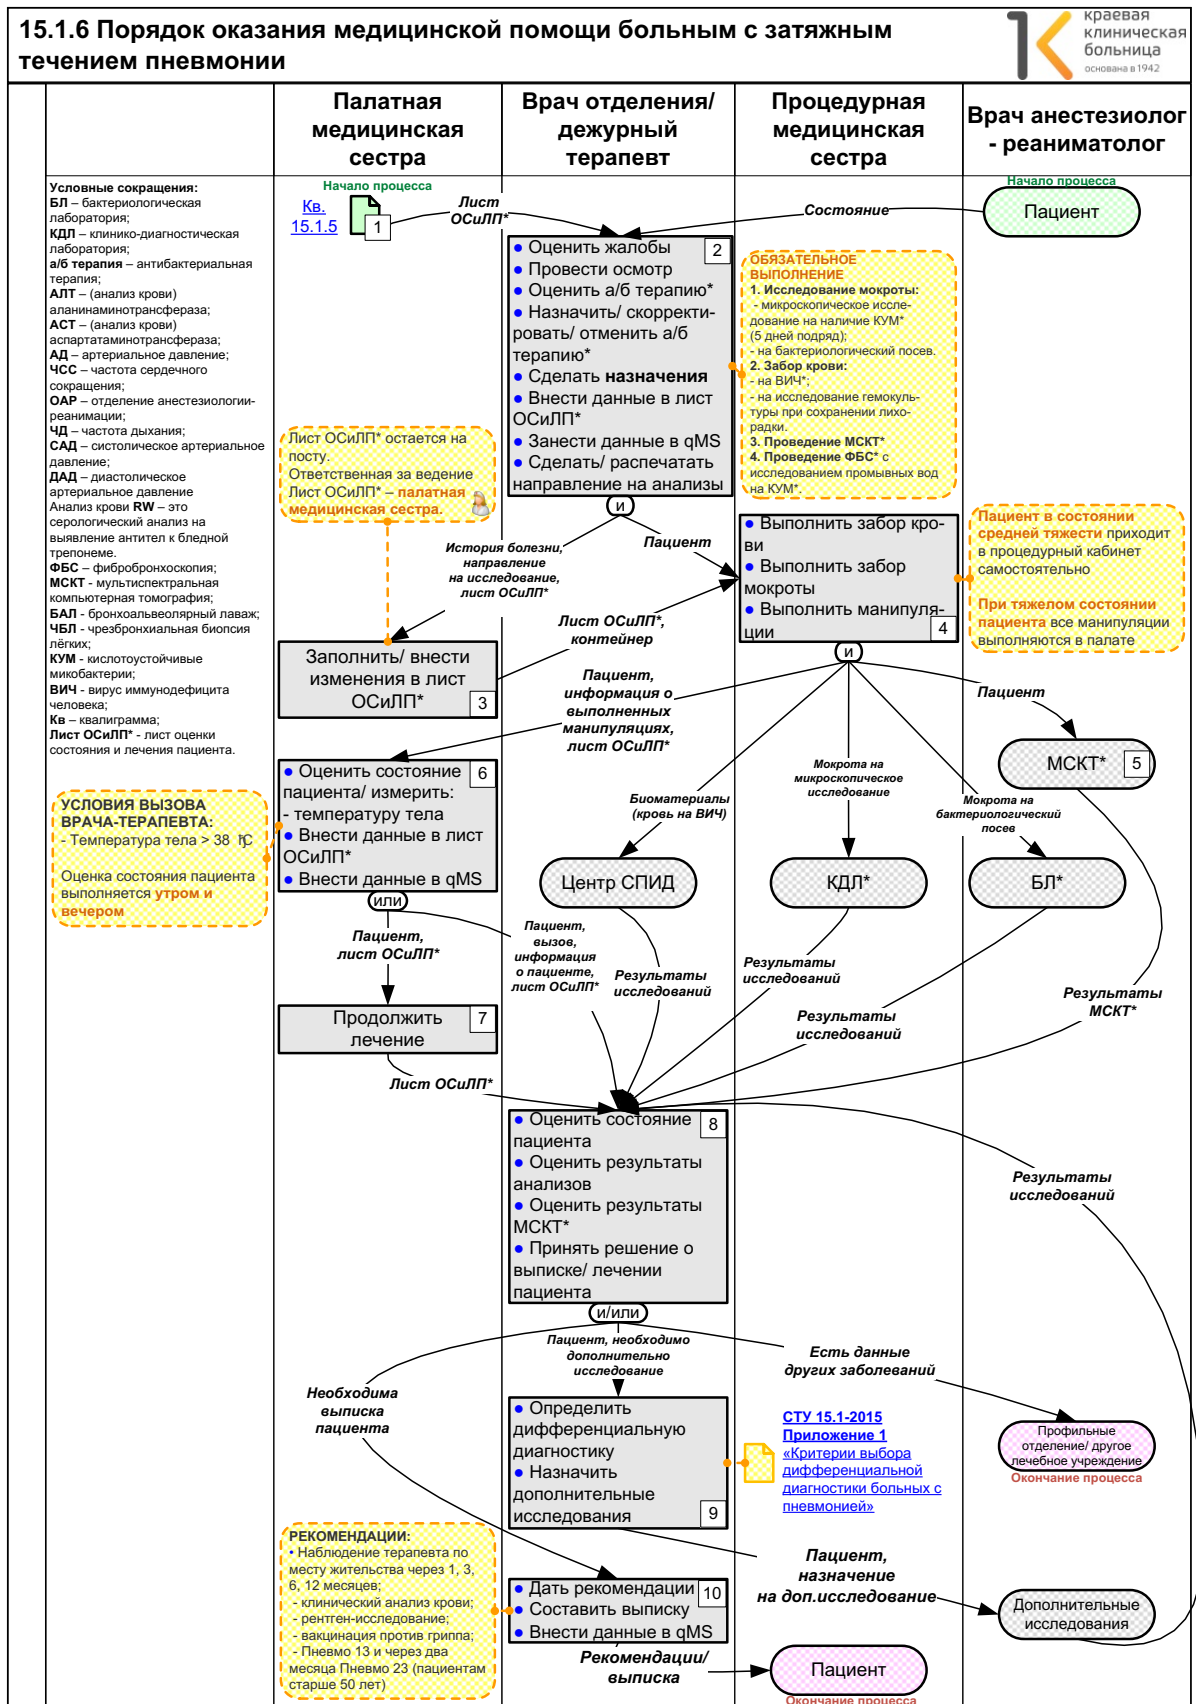 15.1.6 Порядок оказания медицинской помощи больным с затяжным
течением пневмонии
краевая
клиническая
больница
основана в 1942
Палатная
медицинская
сестра
Врач отделения/
дежурный
терапевт
Процедурная
медицинская
сестра
Врач анестезиолог
- реаниматолог
Условные сокращения:
БЛ – бактериологическая
лаборатория;
КДЛ – клинико-диагностическая
лаборатория;
а/б терапия – антибактериальная
терапия;
АЛТ – (анализ крови)
аланинаминотрансфераза;
АСТ – (анализ крови)
аспартатаминотрансфераза;
АД – артериальное давление;
ЧСС – частота сердечного
сокращения;
ОАР – отделение анестезиологии-
реанимации;
ЧД – частота дыхания;
САД – систолическое артериальное
давление;
ДАД – диастолическое
артериальное давление
Анализ крови RW – это
серологический анализ на
выявление антител к бледной
трепонеме.
ФБС – фибробронхоскопия;
МСКТ - мультиспектральная
компьютерная томография;
БАЛ - бронхоальвеолярный лаваж;
ЧБЛ - чрезбронхиальная биопсия
лёгких;
КУМ - кислотоустойчивые
микобактерии;
ВИЧ - вирус иммунодефицита
человека;
Кв – квалиграмма;
Лист ОСиЛП* - лист оценки
состояния и лечения пациента.
Начало процесса
Кв.
15.1.5
1
Лист
ОСиЛП*
Состояние
Начало процесса
Пациент
● Оценить жалобы
● Провести осмотр
● Оценить а/б терапию*
● Назначить/ скорректи-
ровать/ отменить а/б
терапию*
● Сделать назначения
● Внести данные в лист
ОСиЛП*
● Занести данные в qMS
● Сделать/ распечатать
направление на анализы
2
и
ОБЯЗАТЕЛЬНОЕ
ВЫПОЛНЕНИЕ
1. Исследование мокроты:
- микроскопическое иссле-
дование на наличие КУМ*
(5 дней подряд);
- на бактериологический посев.
2. Забор крови:
- на ВИЧ*;
- на исследование гемокуль-
туры при сохранении лихо-
радки.
3. Проведение МСКТ*
4. Проведение ФБС* с
исследованием промывных вод
на КУМ*.
Лист ОСиЛП* остается на
посту.
Ответственная за ведение
Лист ОСиЛП* – палатная
медицинская сестра.
История болезни,
направление
на исследование,
лист ОСиЛП*
Пациент
● Выполнить забор кро-
ви
● Выполнить забор
мокроты
● Выполнить манипуля-
ции
4
и
Пациент в состоянии
средней тяжести приходит
в процедурный кабинет
самостоятельно
При тяжелом состоянии
пациента все манипуляции
выполняются в палате
Лист ОСиЛП*,
контейнер
Заполнить/ внести
изменения в лист
ОСиЛП*
3
Пациент,
информация о
выполненных
манипуляциях,
лист ОСиЛП*
Пациент
МСКТ*
5
Мокрота на
микроскопическое
исследование
Биоматериалы
(кровь на ВИЧ)
Мокрота на
бактериологический
посев
● Оценить состояние
пациента/ измерить:
- температуру тела
● Внести данные в лист
ОСиЛП*
● Внести данные в qMS
6
или
УСЛОВИЯ ВЫЗОВА
ВРАЧА-ТЕРАПЕВТА:
- Температура тела > 38 C
Оценка состояния пациента
выполняется утром и
вечером
Центр СПИД
КДЛ*
БЛ*
Пациент,
лист ОСиЛП*
Пациент,
вызов,
информация
о пациенте,
лист ОСиЛП*
Результаты
исследований
Результаты
исследований
Результаты
исследований
Результаты
МСКТ*
Продолжить
лечение
7
Лист ОСиЛП*
● Оценить состояние
пациента
● Оценить результаты
анализов
● Оценить результаты
МСКТ*
● Принять решение о
выписке/ лечении
пациента
8
и/или
Результаты
исследований
Пациент, необходимо
дополнительно
исследование
Есть данные
других заболеваний
Необходима
выписка
пациента
● Определить
дифференциальную
диагностику
● Назначить
дополнительные
исследования
9
СТУ 15.1-2015
Приложение 1
«Критерии выбора
дифференциальной
диагностики больных с
пневмонией»
Профильные
отделение/ другое
лечебное учреждение
Окончание процесса
РЕКОМЕНДАЦИИ:
• Наблюдение терапевта по
месту жительства через 1, 3,
6, 12 месяцев;
- клинический анализ крови;
- рентген-исследование;
- вакцинация против гриппа;
- Пневмо 13 и через два
месяца Пневмо 23 (пациентам
старше 50 лет)
● Дать рекомендации
● Составить выписку
● Внести данные в qMS
10
Пациент,
назначение
на доп.исследование
Дополнительные
исследования
Рекомендации/
выписка
Пациент
Окончание процесса